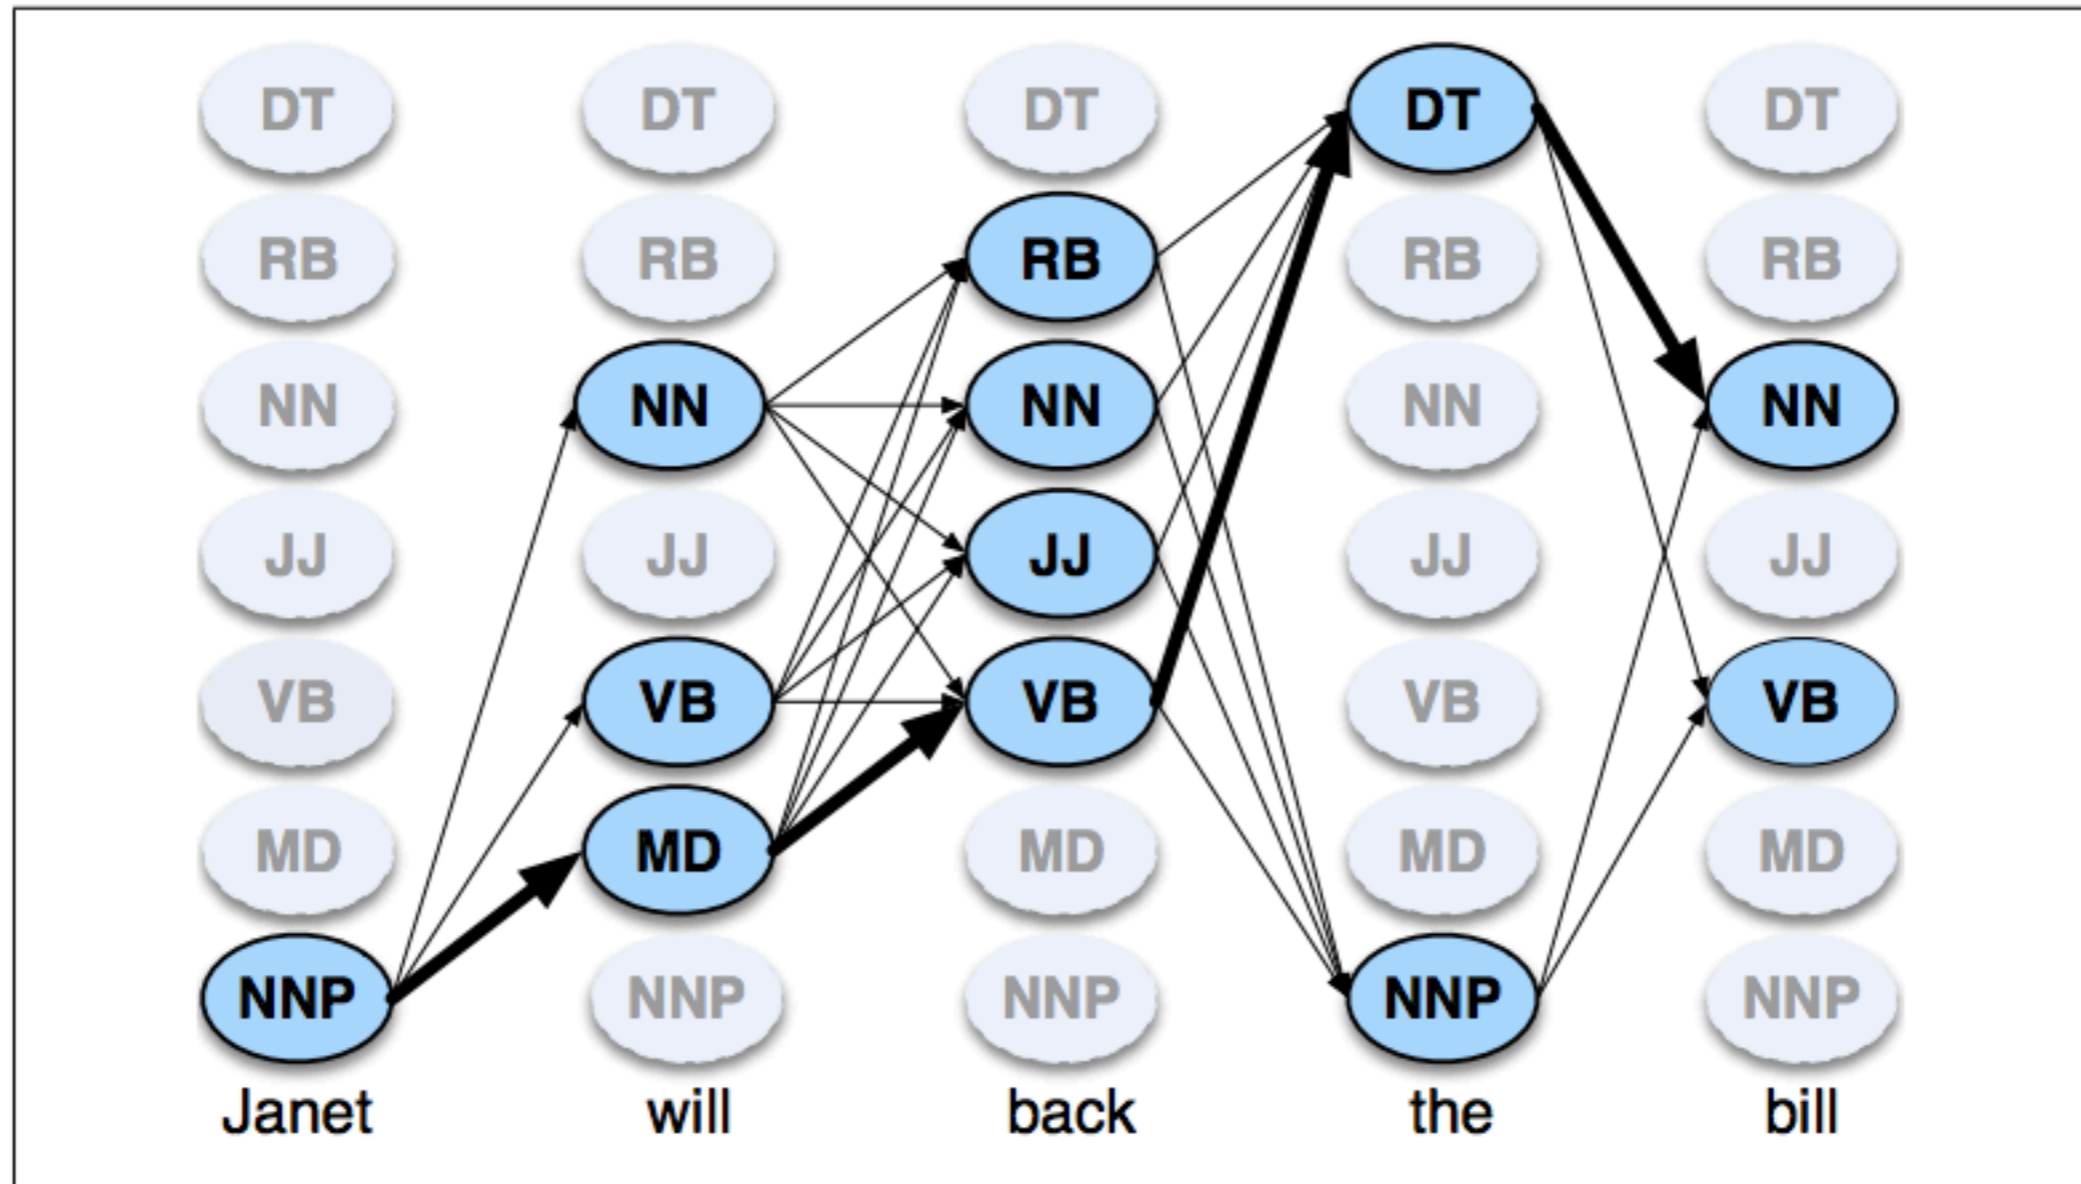 DT DT DT DT DT
RB RB RB RB RB
NN NN NN NN NN
JJ JJ JJ JJ JJ
VB VB VB VB VB
MD MD MD MD MD
NNP NNP NNP NNP NNP
Janet will back the bill